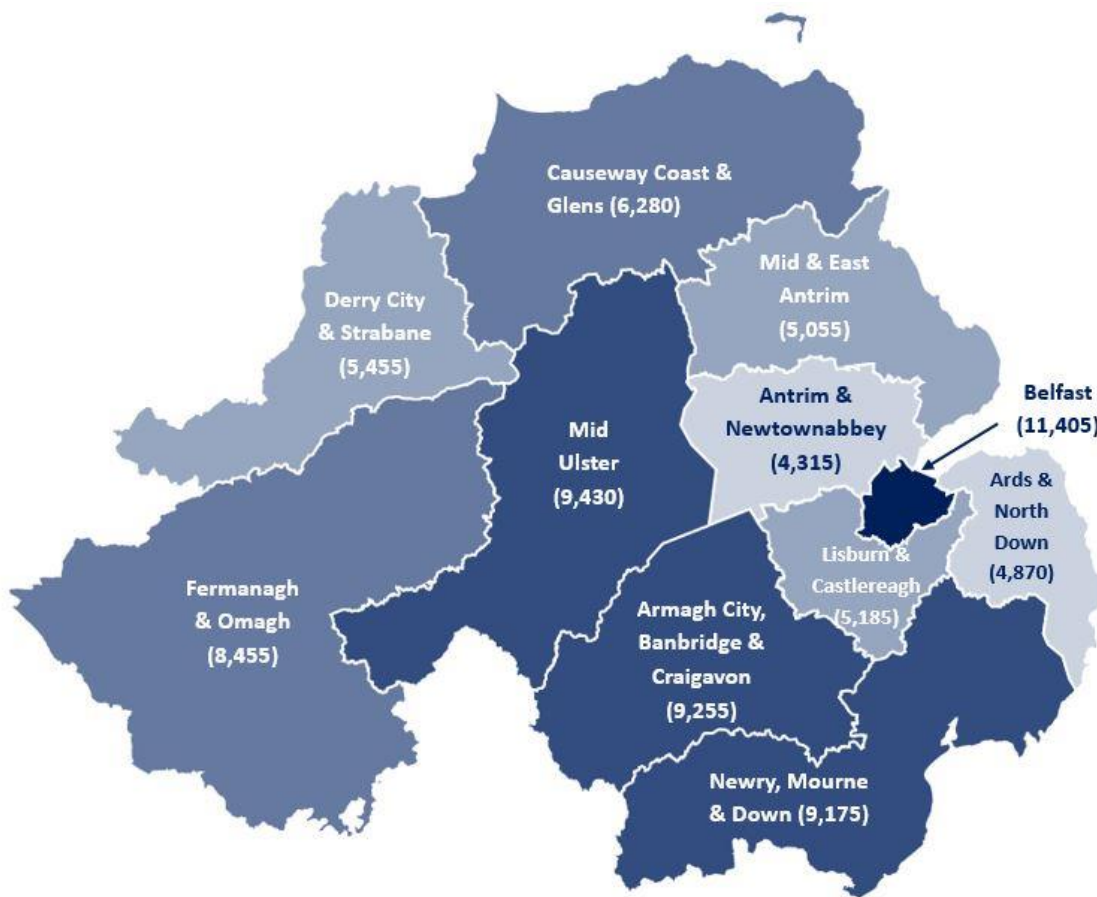 Causeway Coast &
Glens (6,280)
Mid & East
Antrim
(5,055)
Derry City
& Strabane
(5,455)
Antrim &
Newtownabbey
(4,315)
Belfast
(11,405)
Mid
Ulster
(9,430)
Ards &
North
Down
(4,870)
Lisburn &
Castlereagh
(5,185)
Fermanagh
& Omagh
(8,455)
Armagh City,
Banbridge &
Craigavon
(9,255)
Newry, Mourne
& Down (9,175)